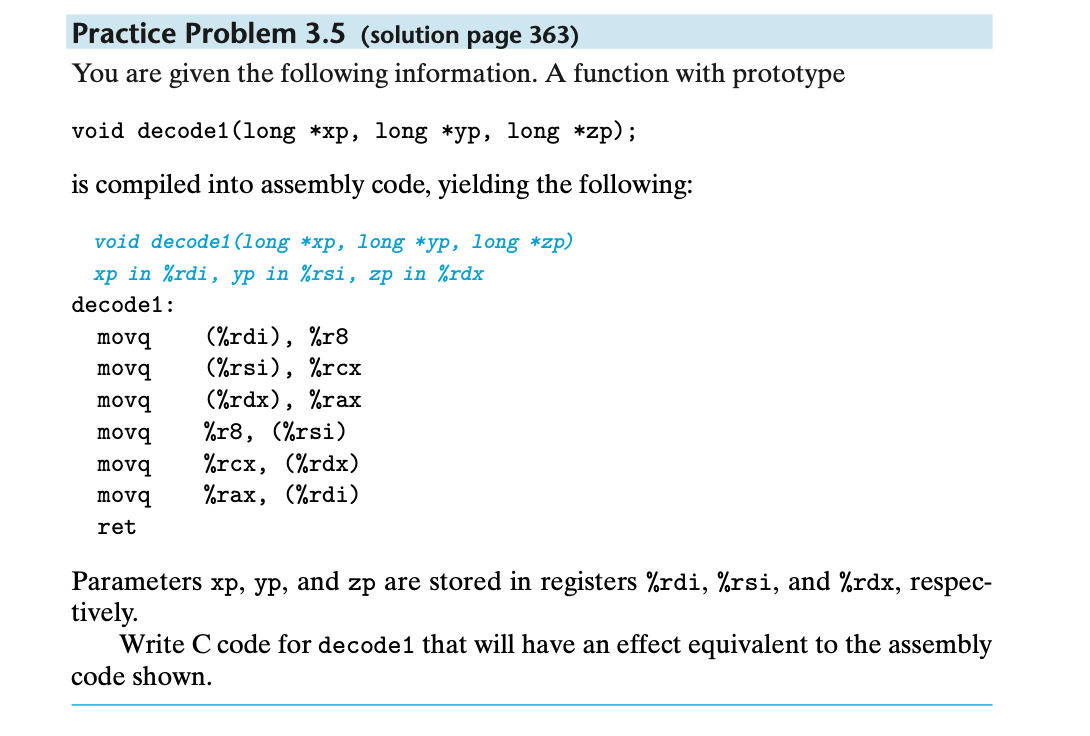 Practice Problem 3.5 (solution page 363)
You are given the following information. A function with prototype
void decode1(long *xp, long *yp, long *zp);
is compiled into assembly code, yielding the following:
void decode1(long *xp, long *yp, long *zp)
xp in %rdi, yp in %rsi, zp in %rdx
decode1:
movq (%rdi), %r8
movq (%rsi), %rcx
movq (%rdx), %rax
movq %r8, (%rsi)
movq %rcx, (%rdx)
movq %rax, (%rdi)
ret
Parameters xp, yp, and zp are stored in registers %rdi, %rsi, and %rdx, respec-
tively.
Write C code for decode1 that will have an effect equivalent to the assembly
code shown.